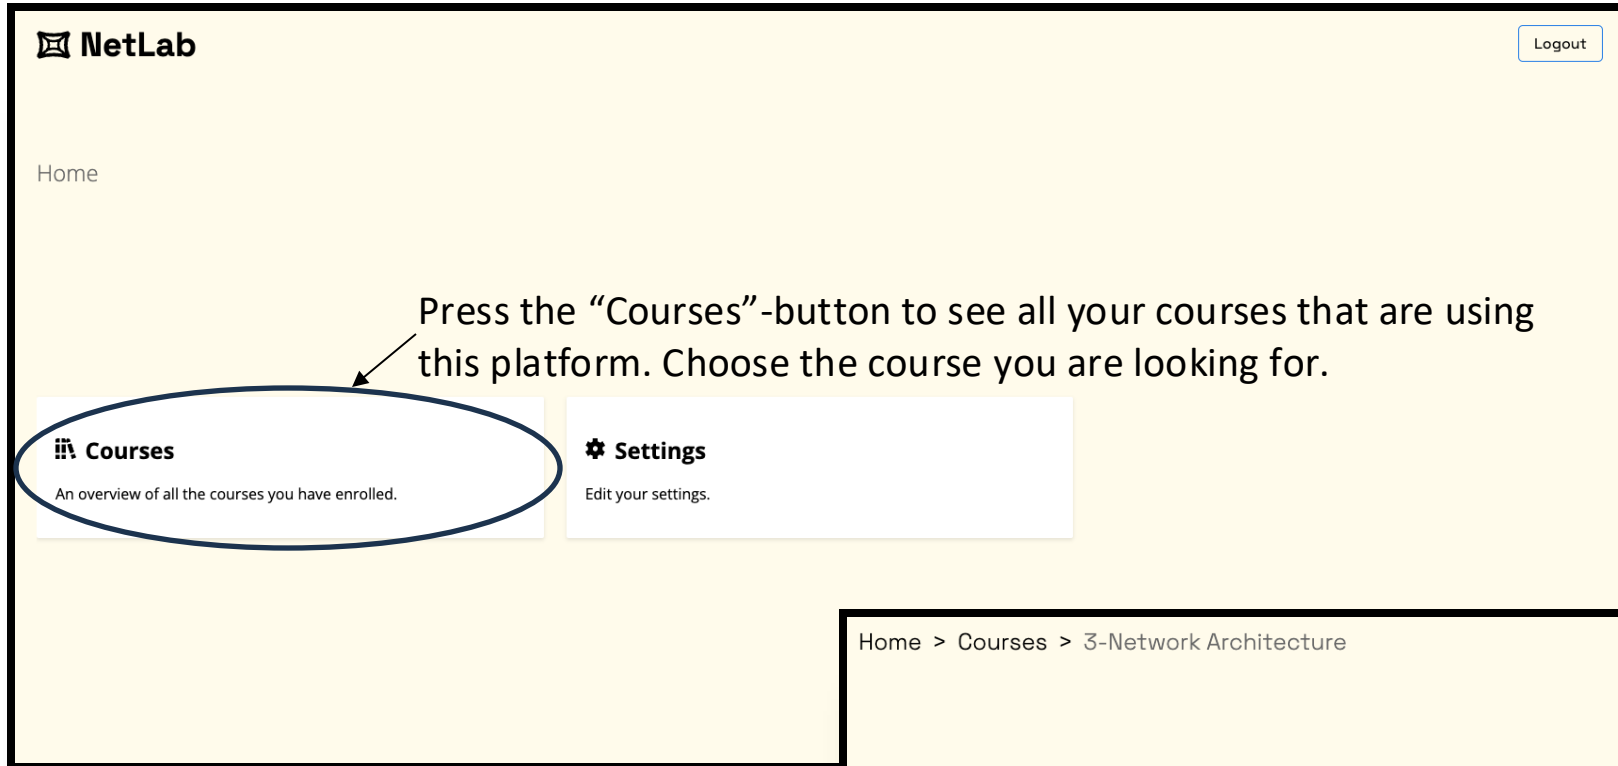 NetLab
Logout
Home
Press the “Courses”-button to see all your courses that are using
this platform. Choose the course you are looking for.
Courses
An overview of all the courses you have enrolled.
Settings
Edit your settings.
Home > Courses > 3-Network Architecture